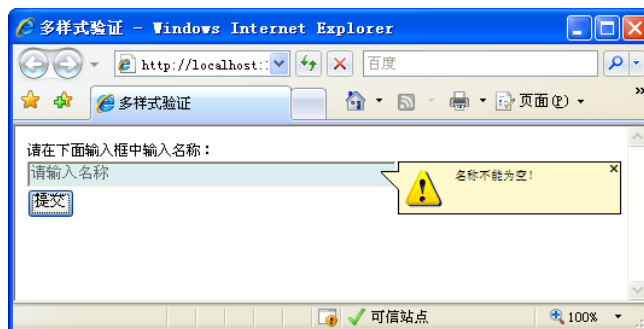 多样式验证 - Windows Internet Explorer
http://localhost::
百度
多样式验证
页面(P)
»
请在下面输入框中输入名称：
请输入名称
名称不能为空！
提交
可信站点
100%